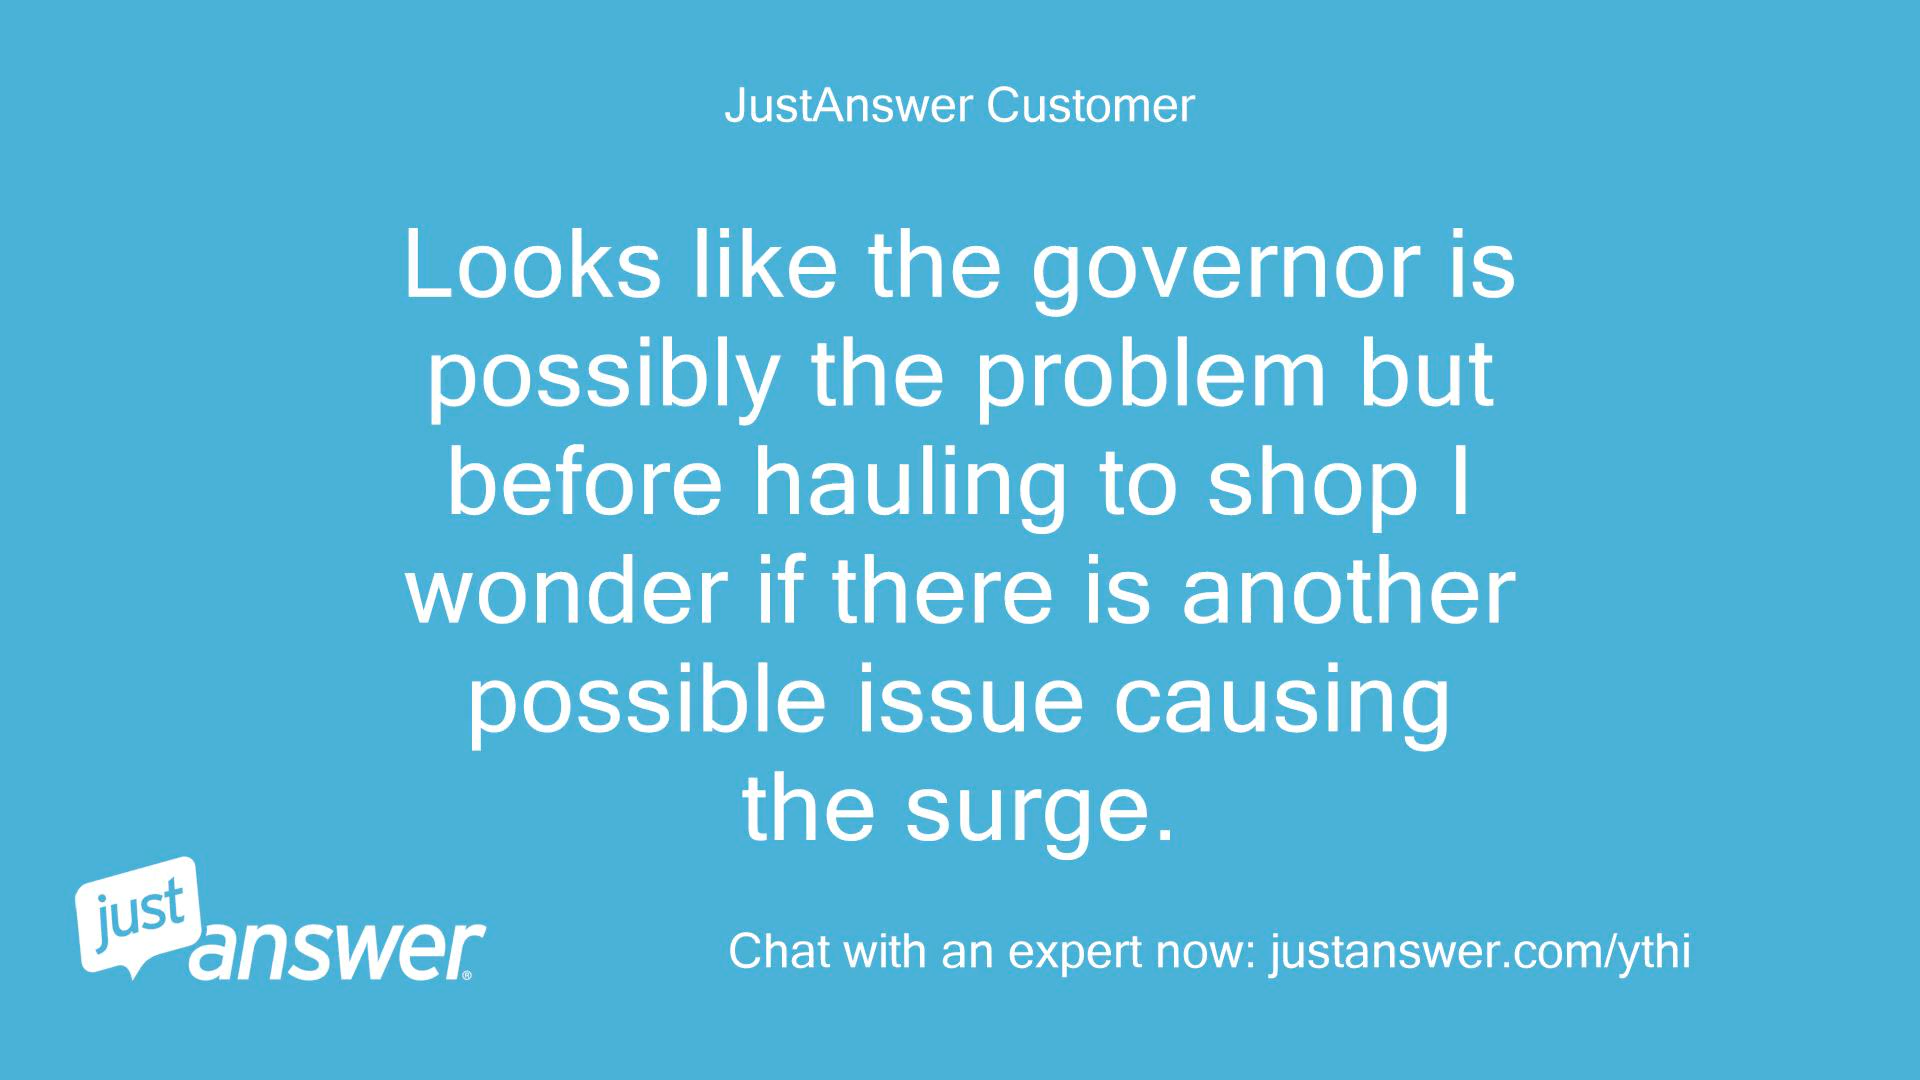 JustAnswer Customer
Looks like the governor is
possibly the problem but
before hauling to shop I
wonder if there is another
possible issue causing
the surge.
just
answer®
Chat with an expert now: justanswer.com/ythi